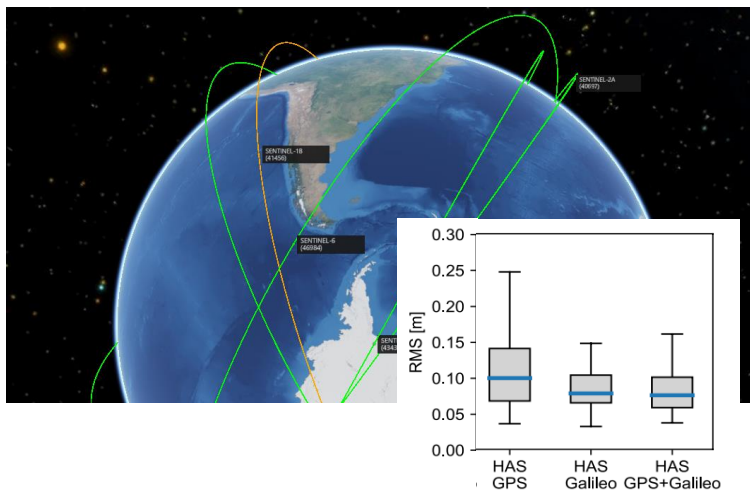 SENTINEL-2A
(40697)
SENTINEL-1B
(41456)
SENTINEL-6
(46984)
0.30
0.25
0.20
0.15
0.10
0.05
0.00
RMS [m]
HAS
GPS
HAS
Galileo
HAS
GPS+Galileo